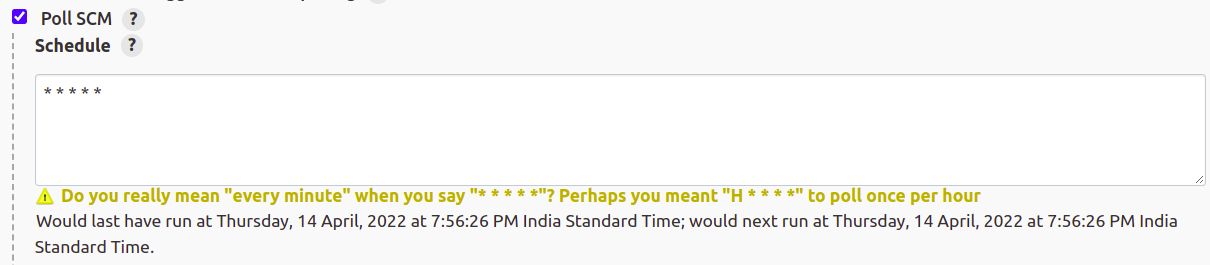 Poll SCM ?
Schedule ?
* * * * *
Do you really mean "every minute" when you say "* * * * *"? Perhaps you meant "H * * * *" to poll once per hour
Would last have run at Thursday, 14 April, 2022 at 7:56:26 PM India Standard Time; would next run at Thursday, 14 April, 2022 at 7:56:26 PM India
Standard Time.